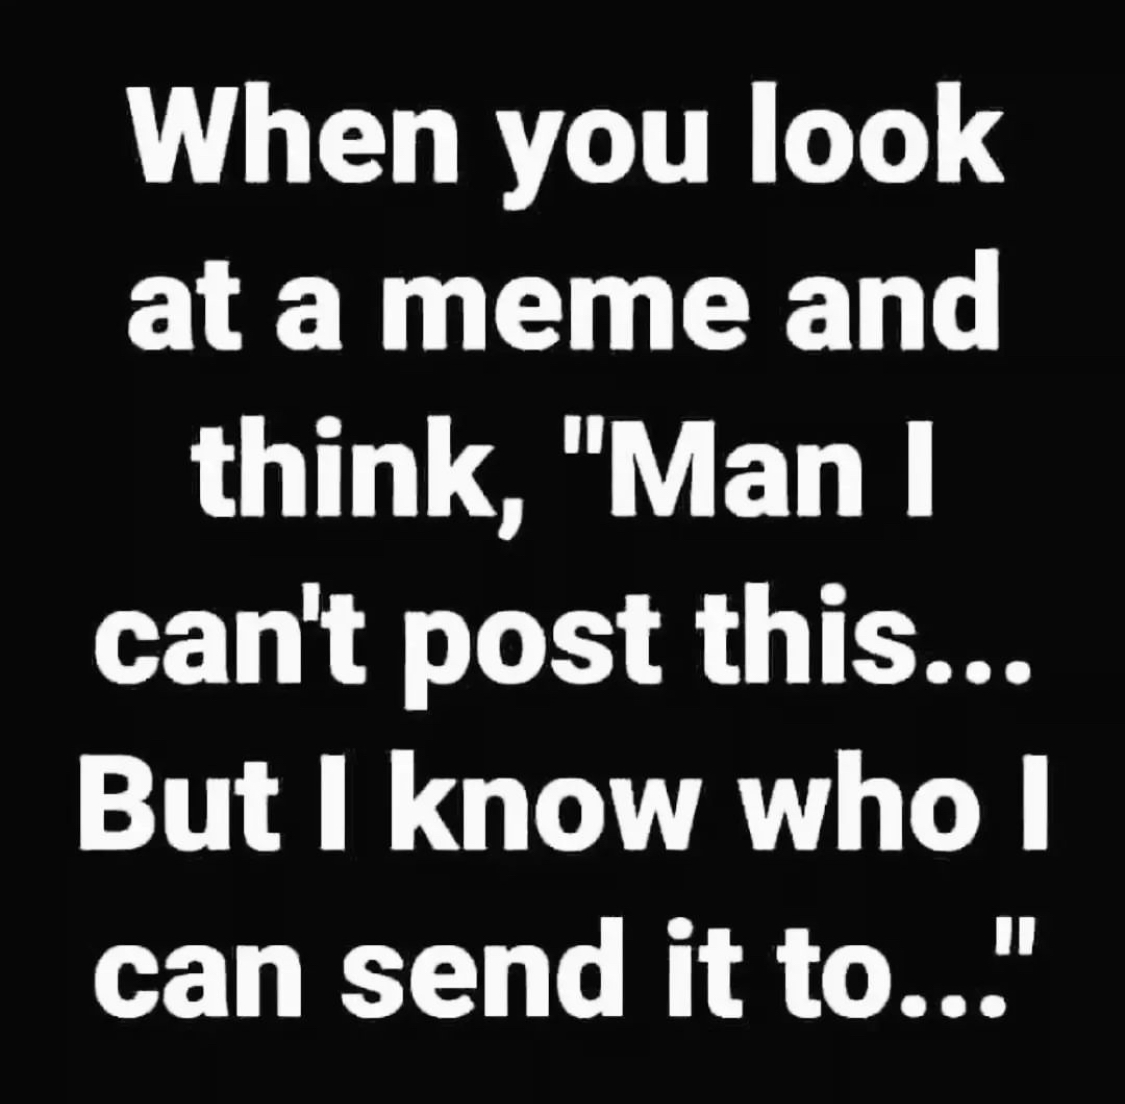 When you look
at a meme and
think, "Man I
can't post this...
But I know who I
can send it to..."